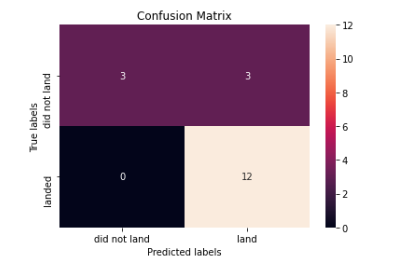 Confusion Matrix
True labels
did not land
landed
3 3
0 12
did not land land
Predicted labels
12
10
8
6
4
2
0